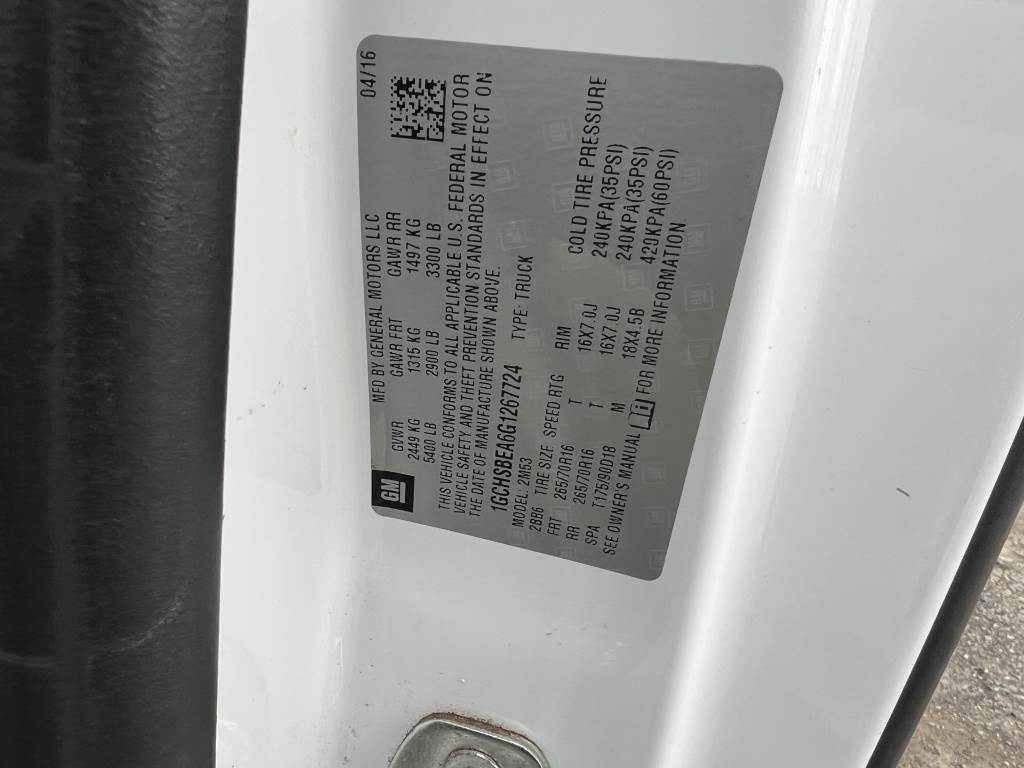 GM
MFD BY GENERAL MOTORS LLC 04/16
GVWR GAWR FRT GAWR RR
2449 KG 1315 KG 1497 KG
5400 LB 2900 LB 3300 LB
THIS VEHICLE CONFORMS TO ALL APPLICABLE U.S. FEDERAL MOTOR
VEHICLE SAFETY AND THEFT PREVENTION STANDARDS IN EFFECT ON
THE DATE OF MANUFACTURE SHOWN ABOVE.
1GCHSBEA6G1267724 TYPE: TRUCK
MODEL: 2M53
2BB6 TIRE SIZE SPEED RTG RIM COLD TIRE PRESSURE
FRT 265/70R16 T 16X7.0J 240KPA(35PSI)
RR 265/70R16 T 16X7.0J 240KPA(35PSI)
SPA T175/90D18 M 18X4.5B 420KPA(60PSI)
SEE OWNER'S MANUAL i FOR MORE INFORMATION